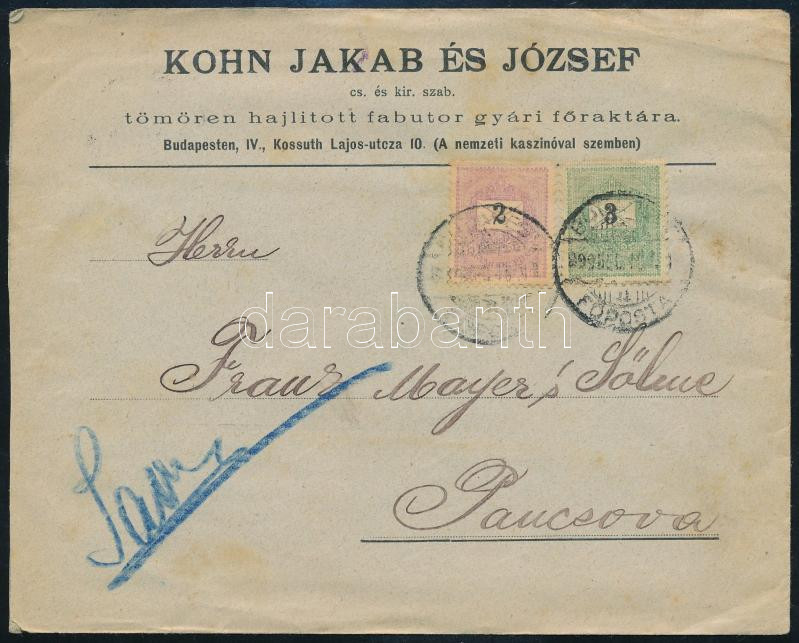 KOHN JAKAB ÉS JÓZSEF
cs. és kir. szab.
tömören hajlitott fabutor gyári főraktára.
Budapesten, IV., Kossuth Lajos-utcza 10. (A nemzeti kaszinóval szemben)
2 3
FŐPOSTA
Herrn
darabanth
Franz Mayer's Söhne
Pancsova